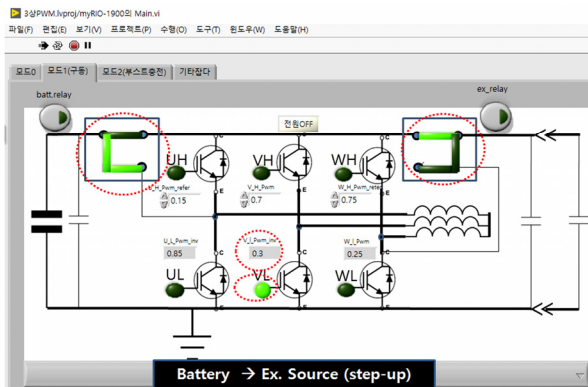 3상PWM.lvproj/myRIO-1900의 Main.vi
파일(F) 편집(E) 보기(V) 프로젝트(P) 수행(O) 도구(T) 윈도우(W) 도움말(H)
모드0 모드1(구동) 모드2(부스트충전) 기타잡다
batt.relay
ex_relay
전원OFF
UH VH WH
V_H_Pwm
0.15 0.7 0.75
U_L_Pwm_inv V_l_Pwm_inv W_l_Pwm
0.85 0.3 0.25
UL VL WL
Battery → Ex. Source (step-up)